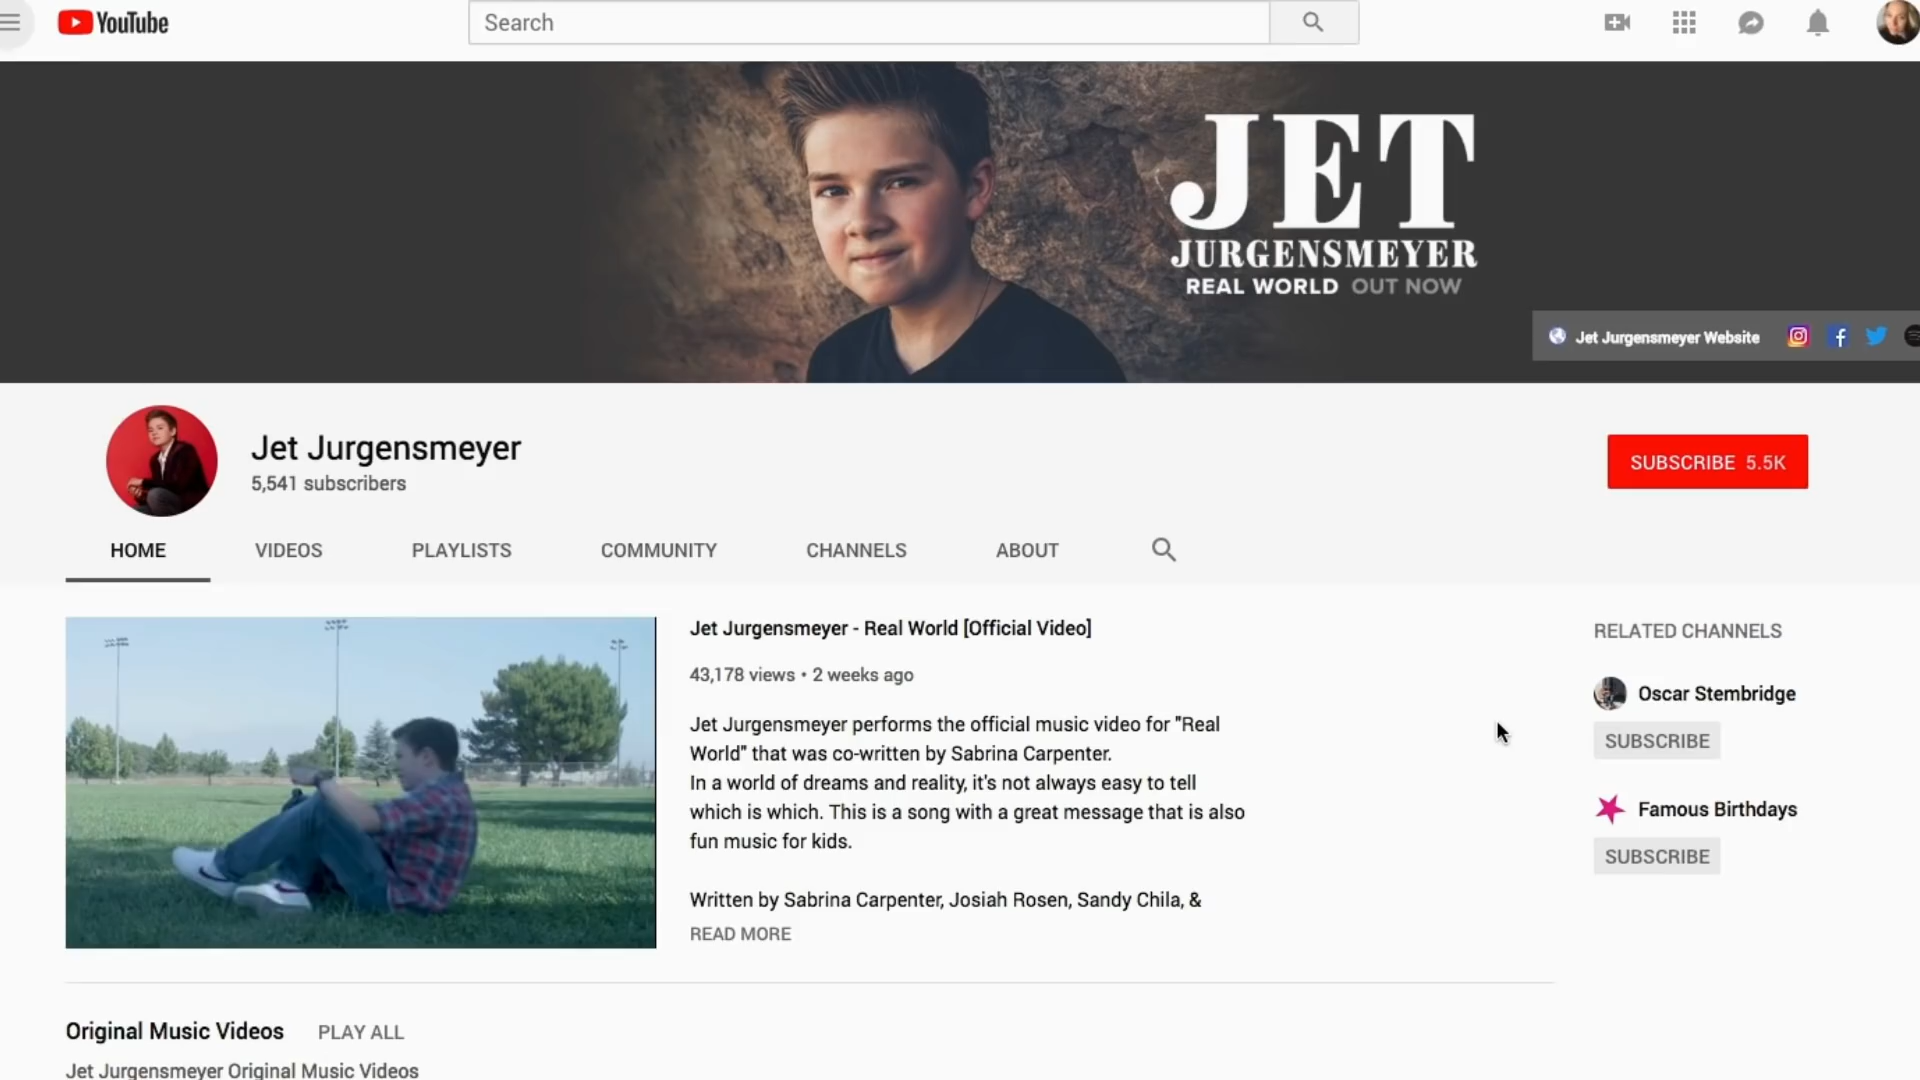 YouTube
Search
JET
JURGENSMEYER
REAL WORLD OUT NOW
Jet Jurgensmeyer Website
Jet Jurgensmeyer
5,541 subscribers
SUBSCRIBE 5.5K
HOME VIDEOS PLAYLISTS COMMUNITY CHANNELS ABOUT
Jet Jurgensmeyer - Real World [Official Video]
43,178 views • 2 weeks ago
Jet Jurgensmeyer performs the official music video for "Real
World" that was co-written by Sabrina Carpenter.
In a world of dreams and reality, it's not always easy to tell
which is which. This is a song with a great message that is also
fun music for kids.
Written by Sabrina Carpenter, Josiah Rosen, Sandy Chila, &
READ MORE
RELATED CHANNELS
Oscar Stembridge
SUBSCRIBE
Famous Birthdays
SUBSCRIBE
Original Music Videos PLAY ALL
Jet Jurgensmeyer Original Music Videos